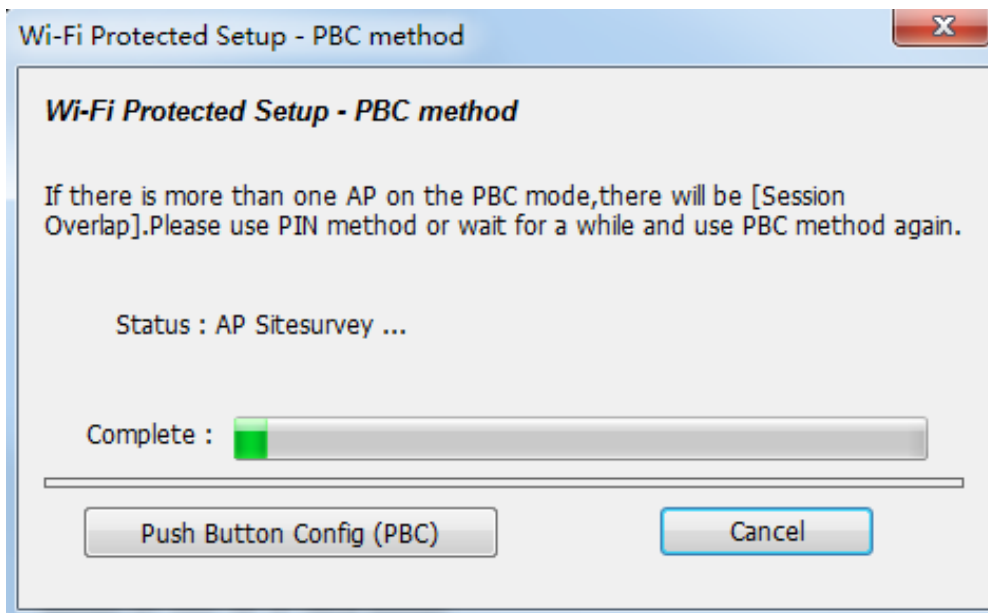 Wi-Fi Protected Setup - PBC method
Wi-Fi Protected Setup - PBC method
If there is more than one AP on the PBC mode,there will be [Session
Overlap].Please use PIN method or wait for a while and use PBC method again.
Status : AP Sitesurvey ...
Complete :
Push Button Config (PBC)
Cancel